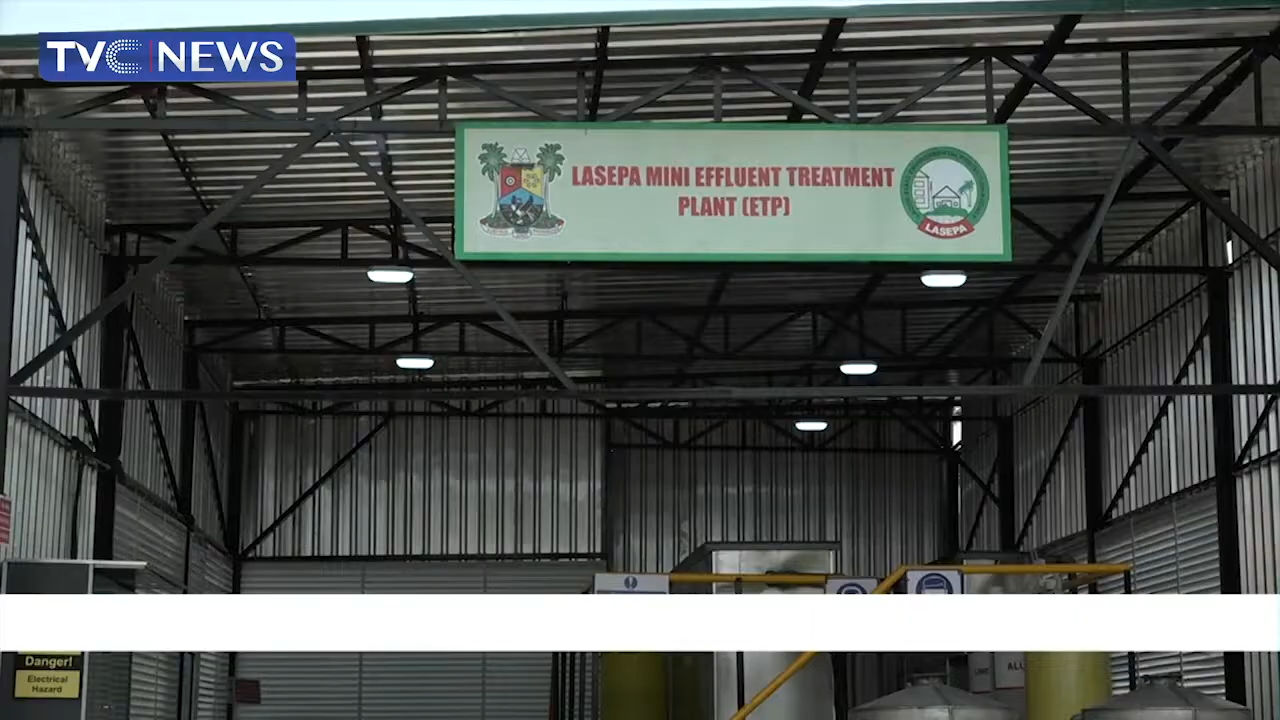 TVC NEWS
LASEPA MINI EFFLUENT TREATMENT
PLANT (ETP)
LASEPA
Danger!
Electrical
Hazard